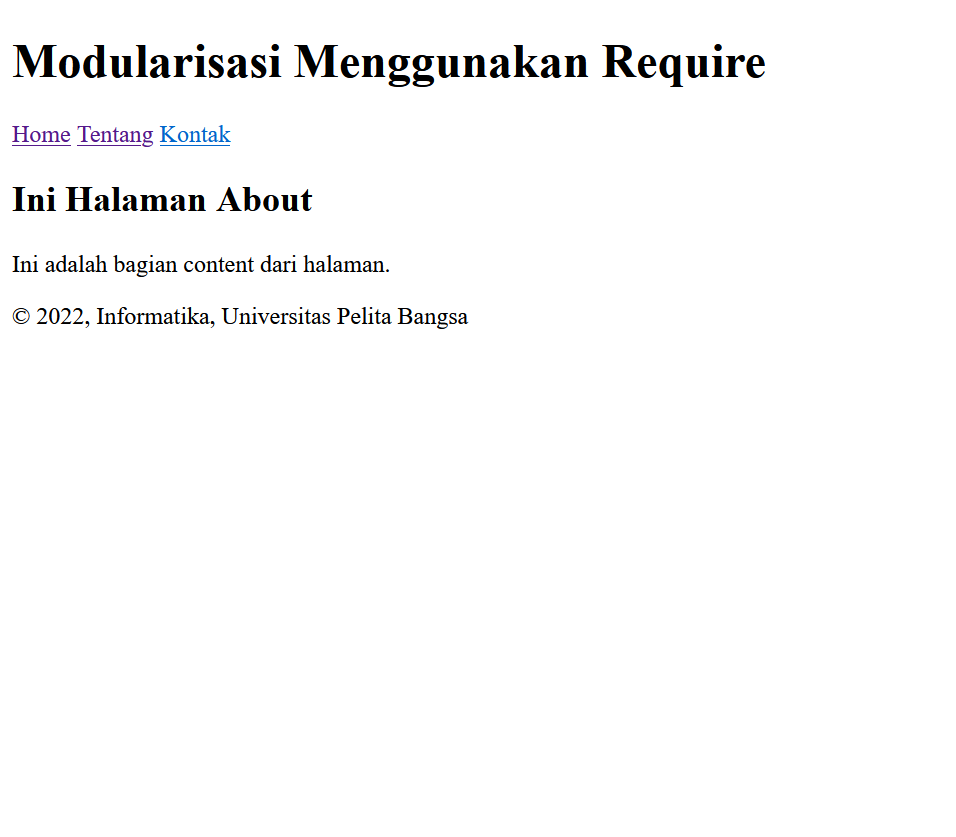 Modularisasi Menggunakan Require
Home Tentang Kontak
Ini Halaman About
Ini adalah bagian content dari halaman.
© 2022, Informatika, Universitas Pelita Bangsa